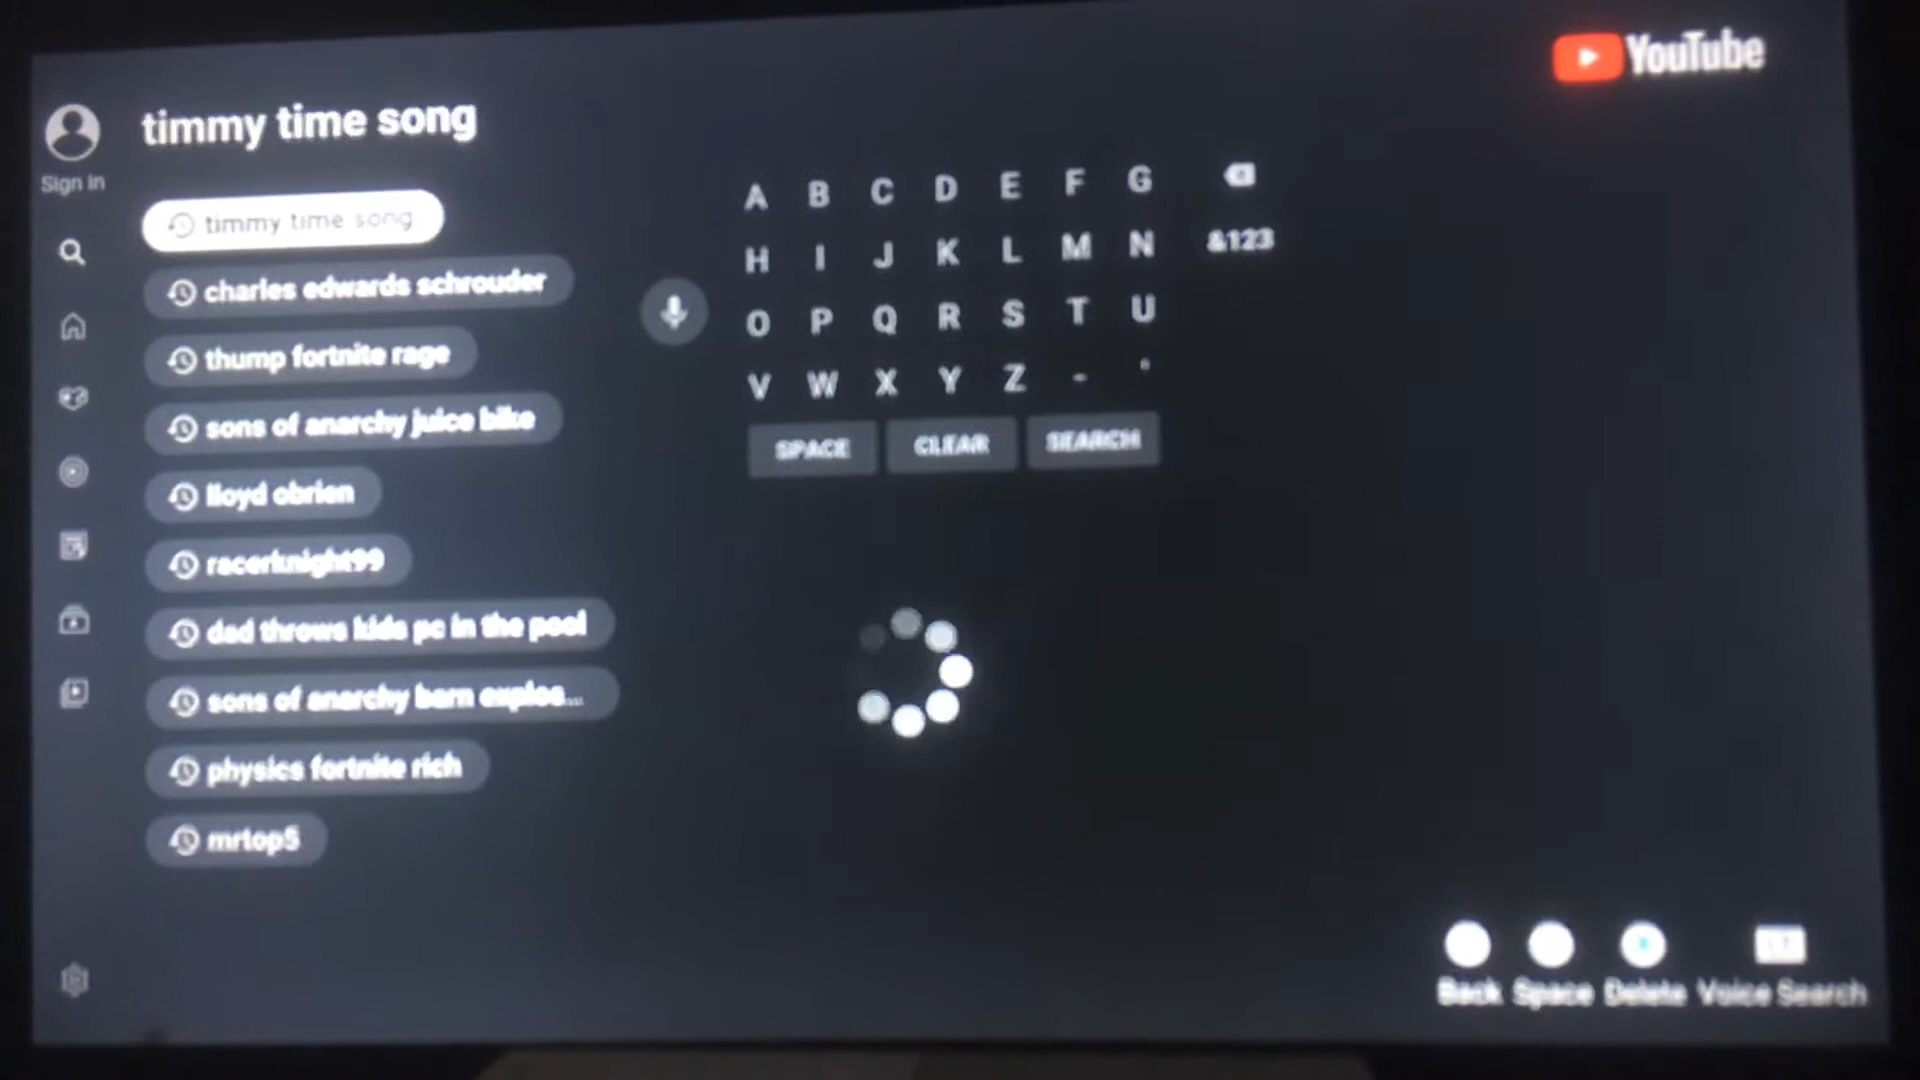 YouTube
timmy time song
Sign in
timmy time song
charles edwards schrouder
thump fortnite rage
sons of anarchy juice bike
lloyd obrien
racerknight99
dad throws kids pc in the pool
sons of anarchy barn explos...
physics fortnite rich
mrtop5
A B C D E F G
&123
H I J K L M N
O P Q R S T U
V W X Y Z - '
SPACE CLEAR SEARCH
Back Space Delete Voice Search